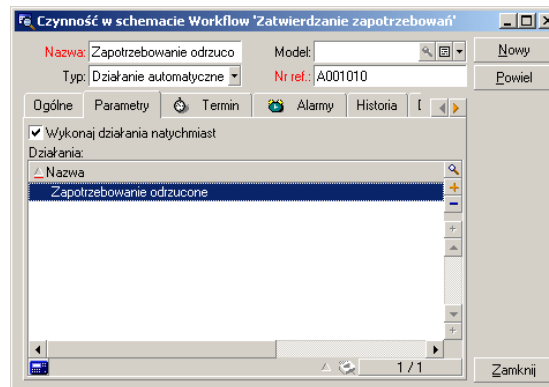 Czynność w schemacie Workflow 'Zatwierdzanie zapotrzebowań'
Nazwa: Zapotrzebowanie odrzuco Model: Nowy
Typ: Działanie automatyczne Nr ref.: A001010 Powiel
Ogólne Parametry Termin Alarmy Historia
Wykonaj działania natychmiast
Działania:
Nazwa
Zapotrzebowanie odrzucone
1 / 1
Zamknij